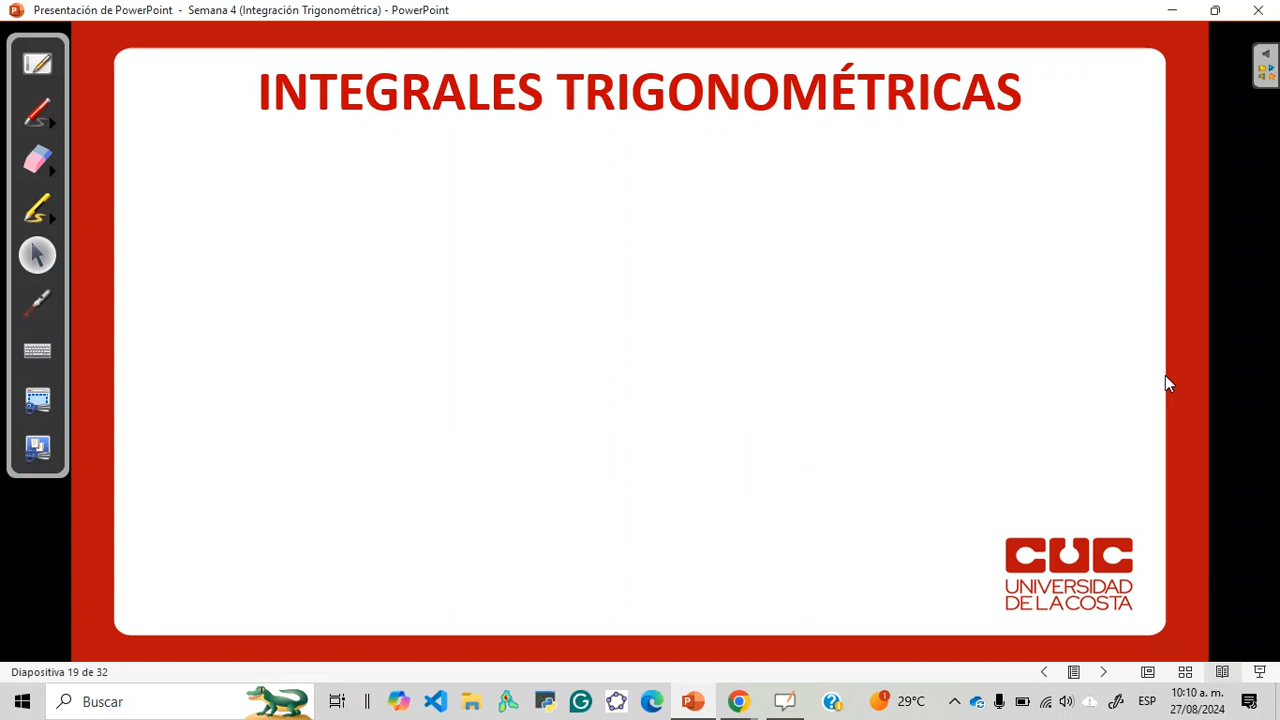 Presentación de PowerPoint - Semana 4 (Integración Trigonométrica) - PowerPoint
INTEGRALES TRIGONOMÉTRICAS
CUC
UNIVERSIDAD
DE LA COSTA
Diapositiva 19 de 32
Buscar
1
29°C
ESP
10:10 a. m.
27/08/2024